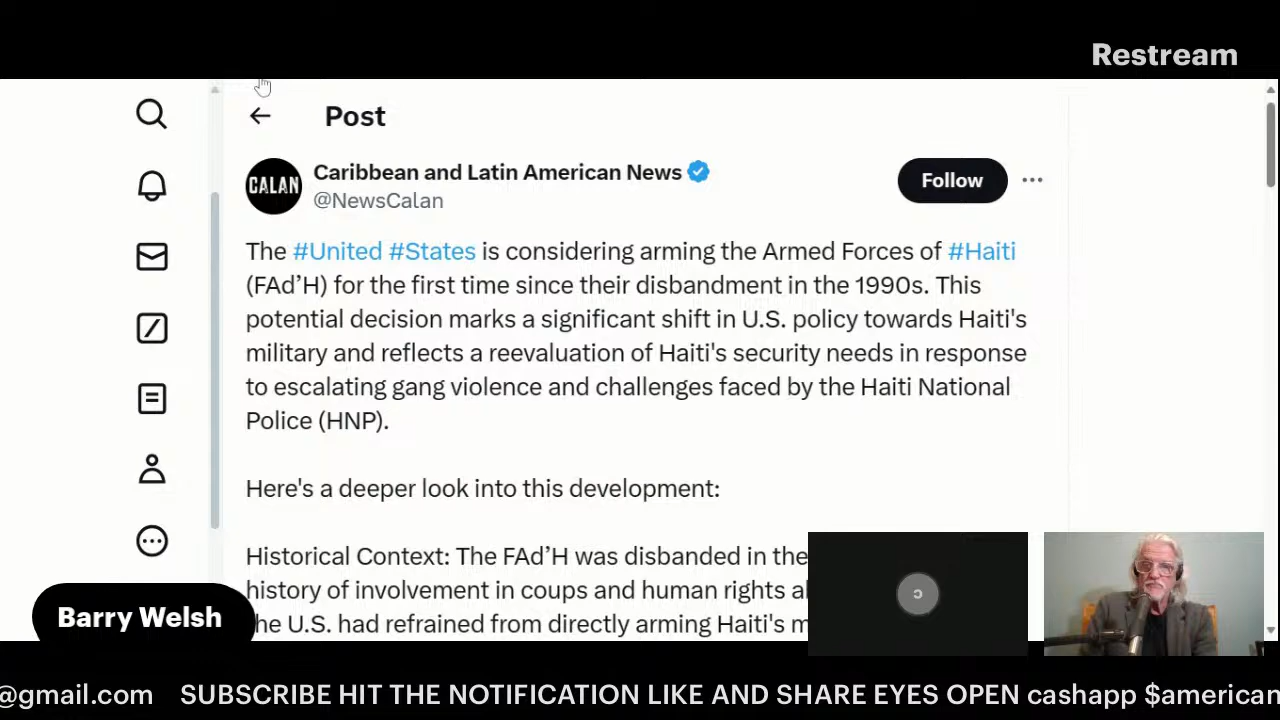 Restream
Post
CALAN
Caribbean and Latin American News
@NewsCalan
Follow
The #United #States is considering arming the Armed Forces of #Haiti
(FAd’H) for the first time since their disbandment in the 1990s. This
potential decision marks a significant shift in U.S. policy towards Haiti's
military and reflects a reevaluation of Haiti's security needs in response
to escalating gang violence and challenges faced by the Haiti National
Police (HNP).
Here's a deeper look into this development:
Historical Context: The FAd’H was disbanded in the
history of involvement in coups and human rights
he U.S. had refrained from directly arming Haiti's
Barry Welsh
@gmail.com SUBSCRIBE HIT THE NOTIFICATION LIKE AND SHARE EYES OPEN cashapp $american